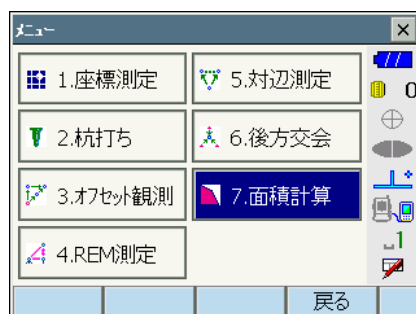 メニュー
1.座標測定
5.対辺測定
2.杭打ち
6.後方交会
3.オフセット観測
7.面積計算
4.REM測定
0
1
戻る